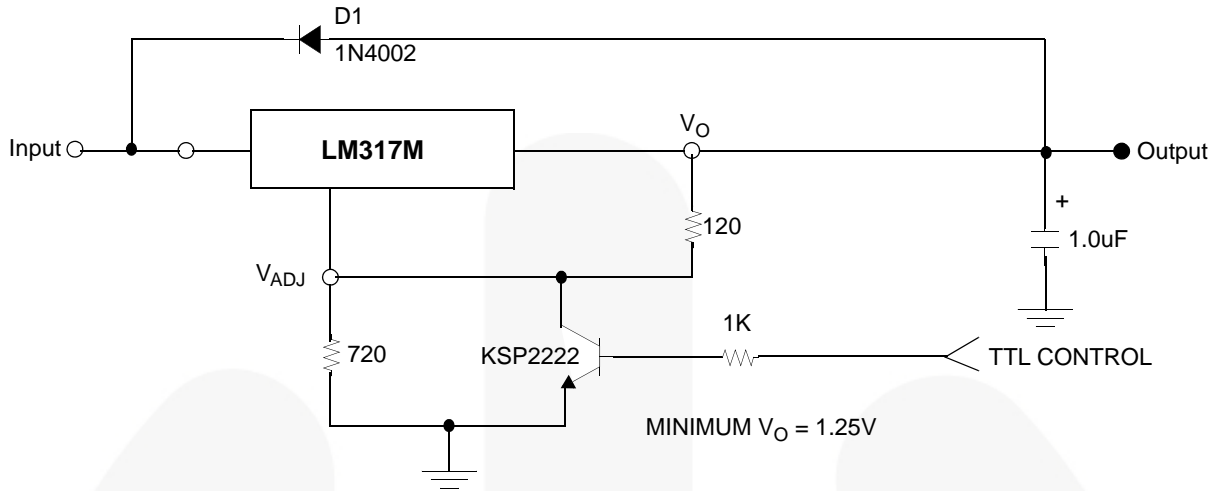 D1
1N4002
Input
LM317M
VO
Output
120
+
1.0uF
VADJ
720
KSP2222
1K
TTL CONTROL
MINIMUM VO = 1.25V